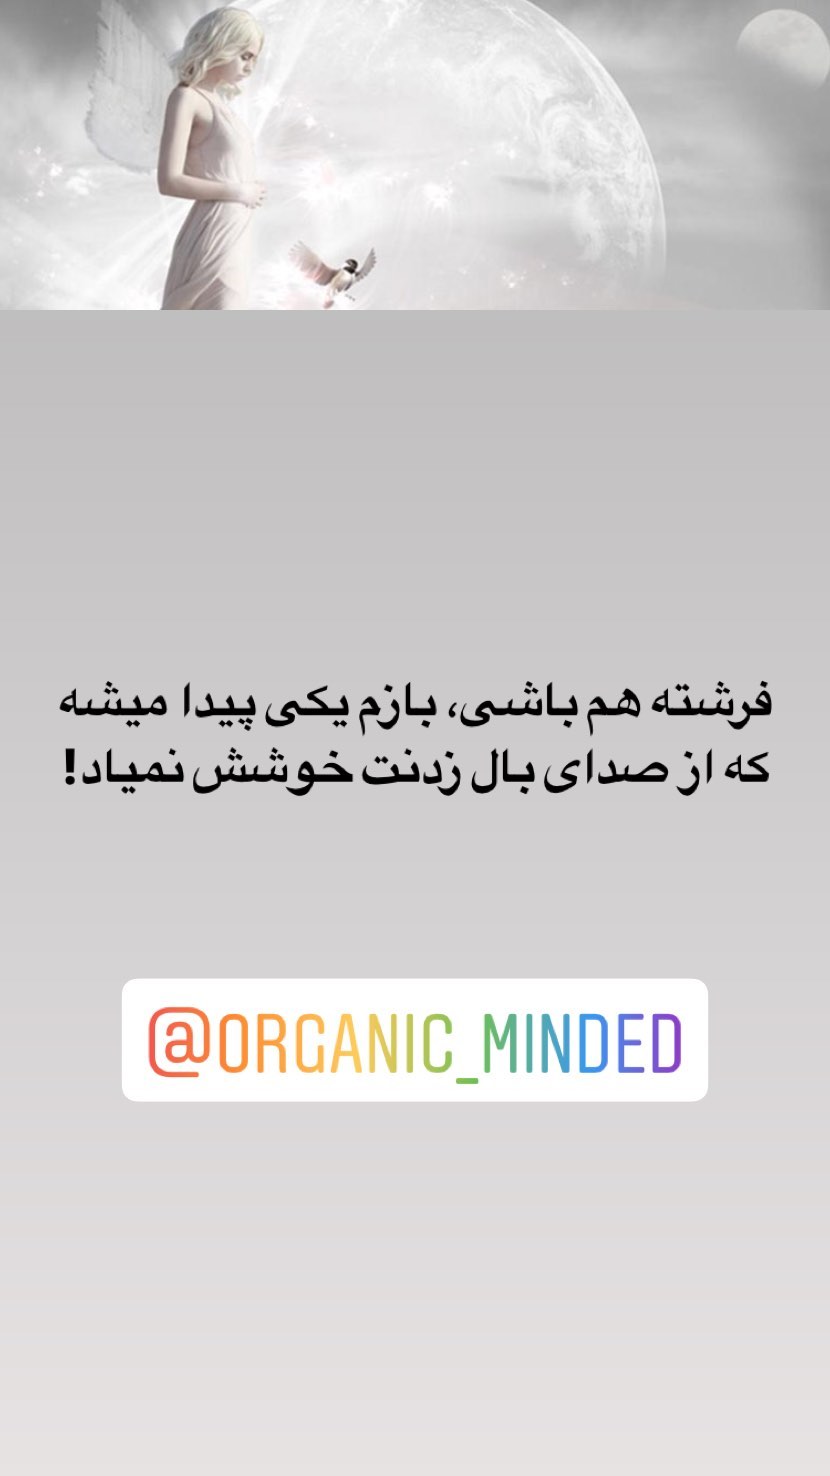 فرشته هم باشی، بازم یکی پیدا میشه
که از صدای بال زدنت خوشش نمیاد!
@ORGANIC_MINDED